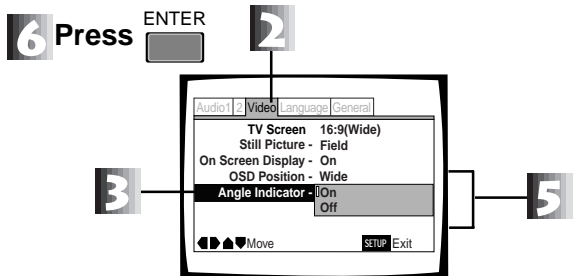 6 Press ENTER
2
Audio1 2 Video Language General
TV Screen 16:9(Wide)
Still Picture - Field
On Screen Display - On
OSD Position - Wide
Angle Indicator - On
Off
3
5
Move SETUP Exit